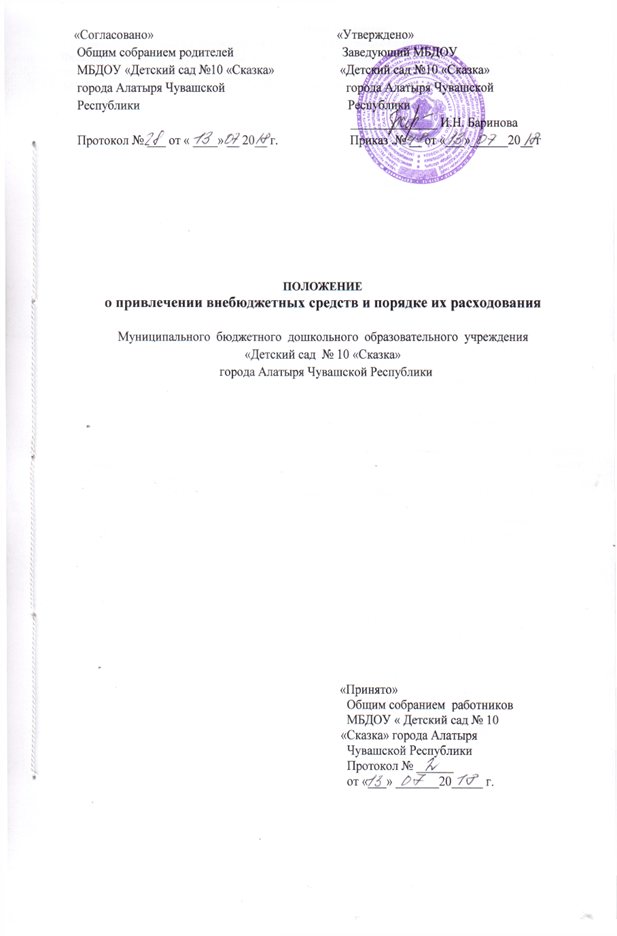 «Согласовано»
Общим собранием родителей
МБДОУ «Детский сад №10 «Сказка»
города Алатыря Чувашской
Республики
Протокол №28 от « 13 » 07 2018 г.
«Утверждено»
Заведующий МБДОУ
«Детский сад №10 «Сказка»
города Алатыря Чувашской
Республики
И.Н. Баринова
Приказ № от « 13 » 07 2018 г
ПОЛОЖЕНИЕ
о привлечении внебюджетных средств и порядке их расходования
Муниципального бюджетного дошкольного образовательного учреждения
«Детский сад № 10 «Сказка»
города Алатыря Чувашской Республики
«Принято»
Общим собранием работников
МБДОУ « Детский сад № 10
«Сказка» города Алатыря
Чувашской Республики
Протокол № 2
от «13» 07 2018 г.